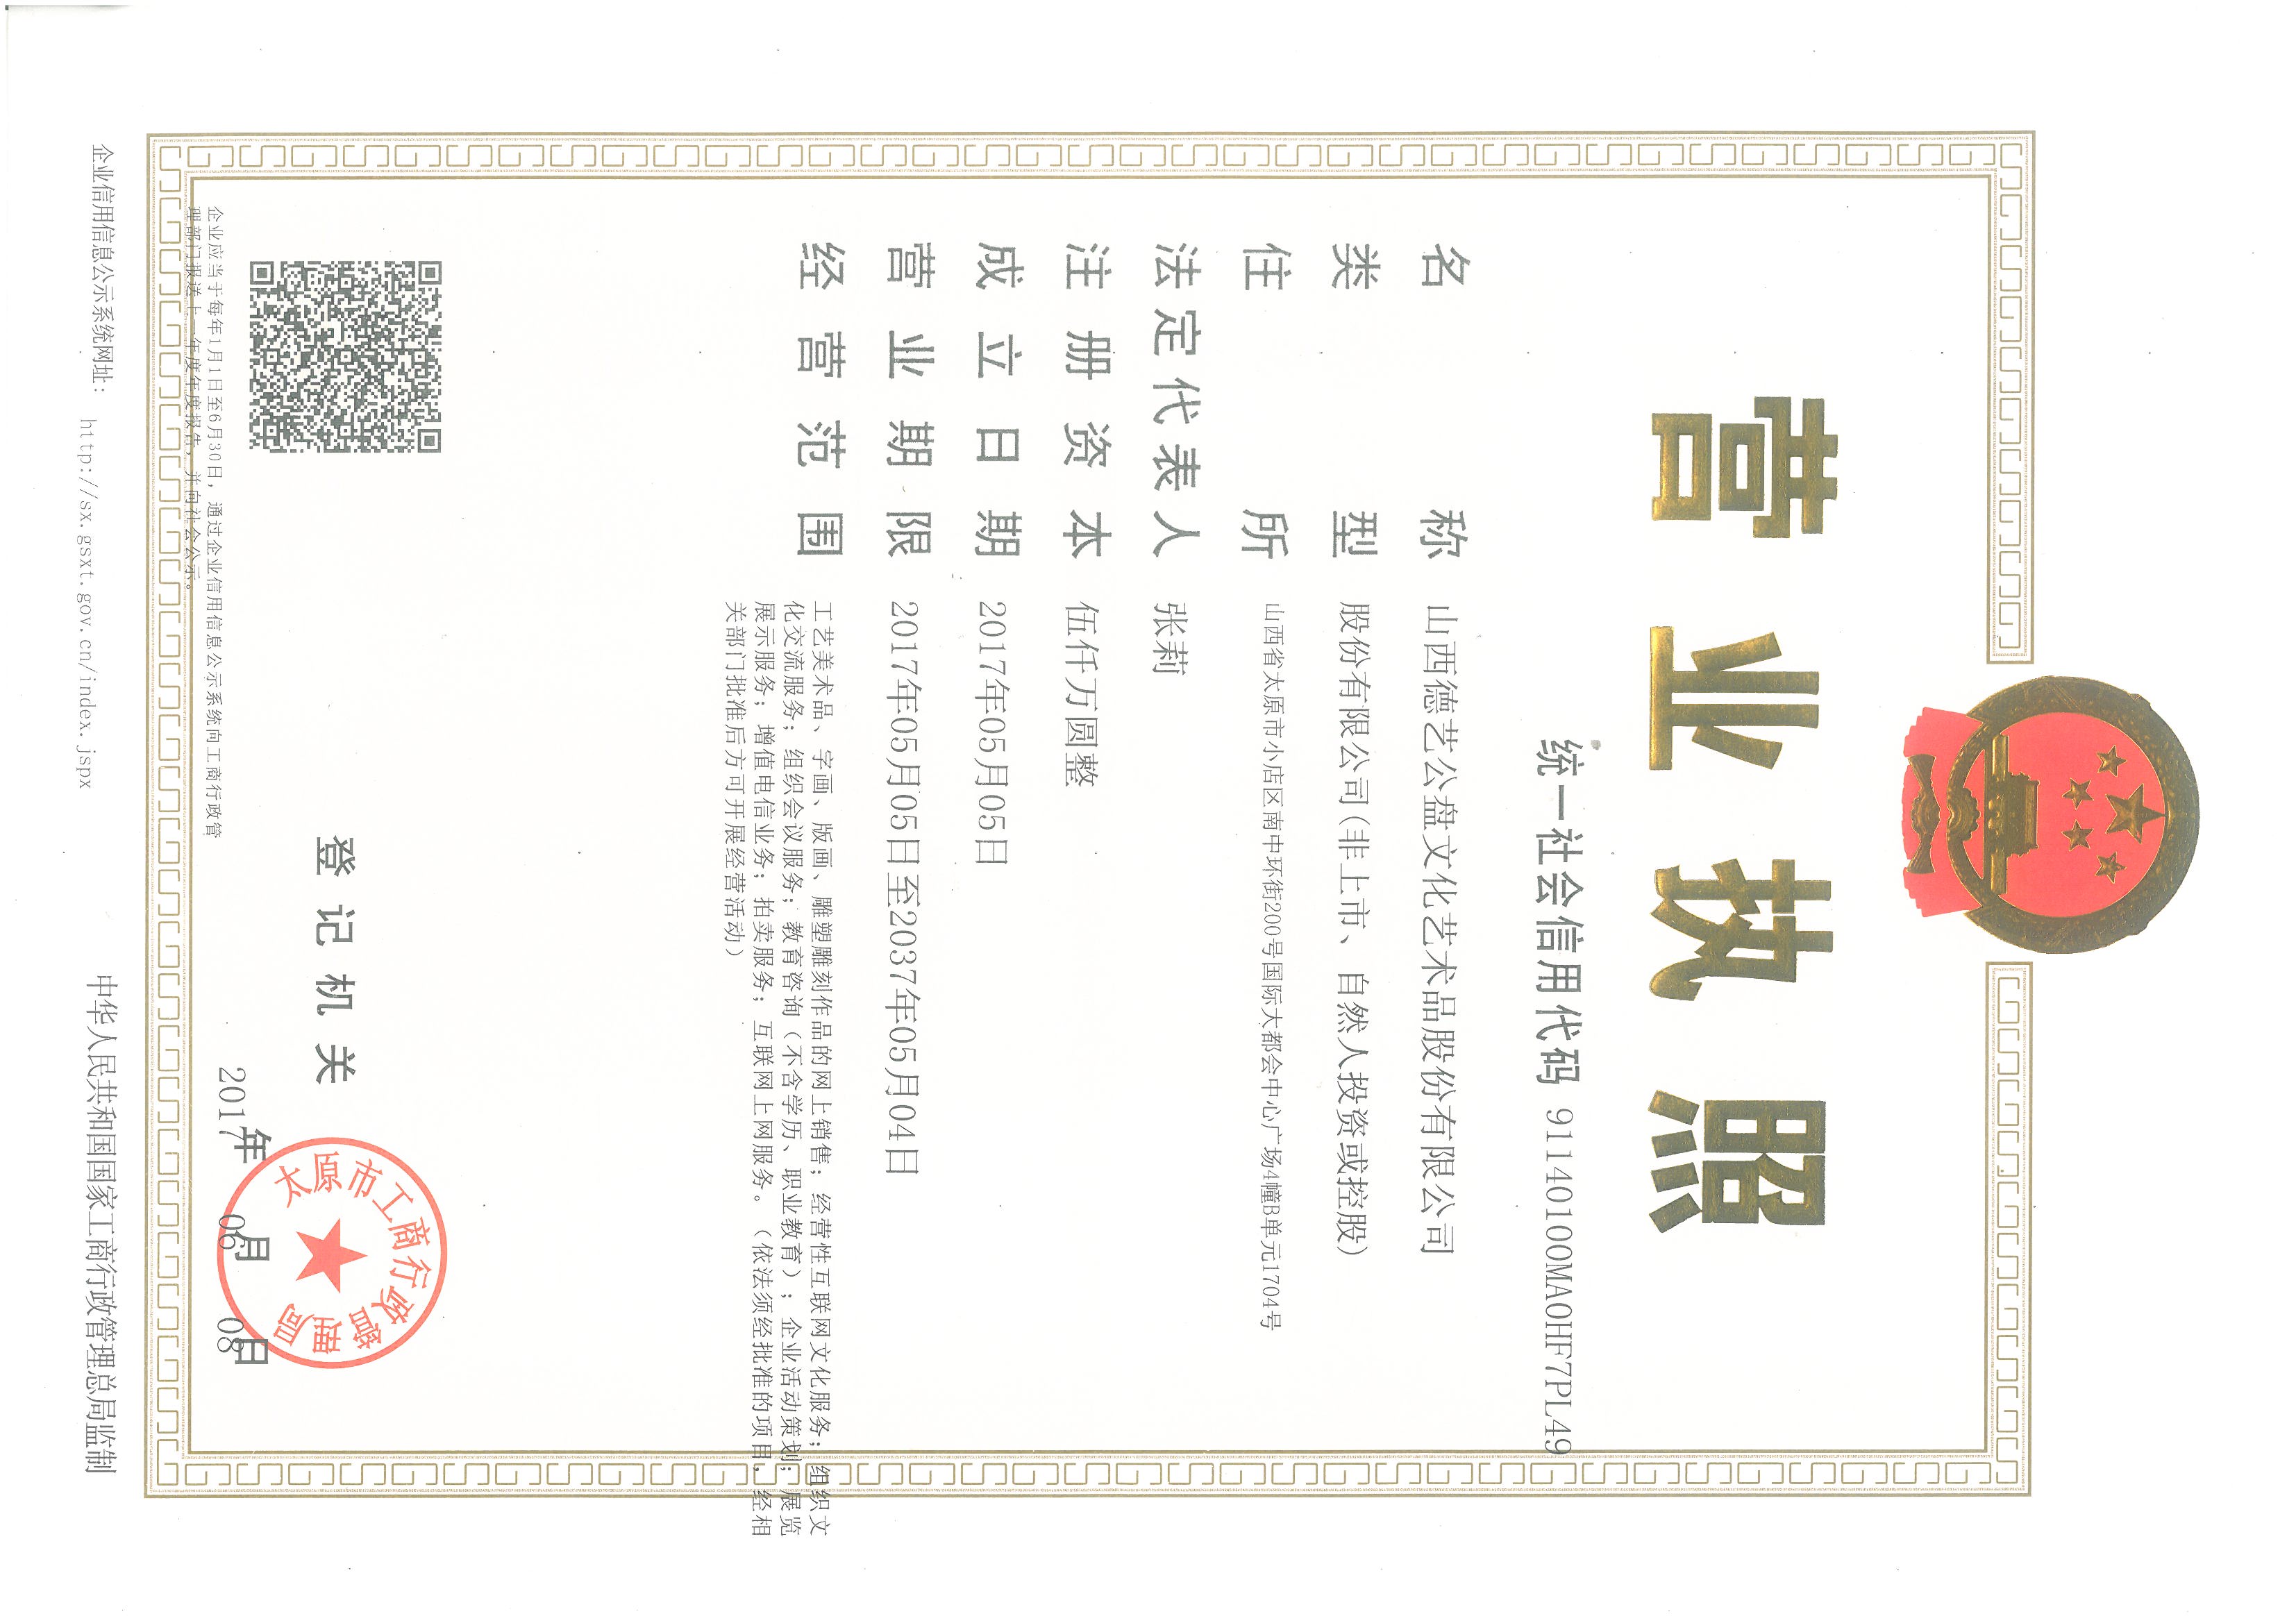 营业执照
统一社会信用代码 91140100MA0HF7PL49
名称 山西德艺公盘文化艺术品股份有限公司
类型 股份有限公司(非上市、自然人投资或控股)
住所 山西省太原市小店区南中环街200号国际大都会中心广场4幢B单元1704号
法定代表人 张莉
注册资本 伍仟万圆整
成立日期 2017年05月05日
营业期限 2017年05月05日至2037年05月04日
经营范围 工艺美术品、字画、版画、雕塑雕刻作品的网上销售；经营性互联网文化服务；组织文
化交流服务；组织会议服务；教育咨询（不含学历、职业教育）；企业活动策划；展览
展示服务；增值电信业务；拍卖服务；互联网上网服务。（依法须经批准的项目，经相
关部门批准后方可开展经营活动）
登记机关
太原市工商行政管理局
2017年06月08日
企业应当于每年1月1日至6月30日，通过企业信用信息公示系统向工商行政管
理部门报送上一年度年度报告，并向社会公示。
企业信用信息公示系统网址： http://sx.gsxt.gov.cn/index.jspx
中华人民共和国国家工商行政管理总局监制